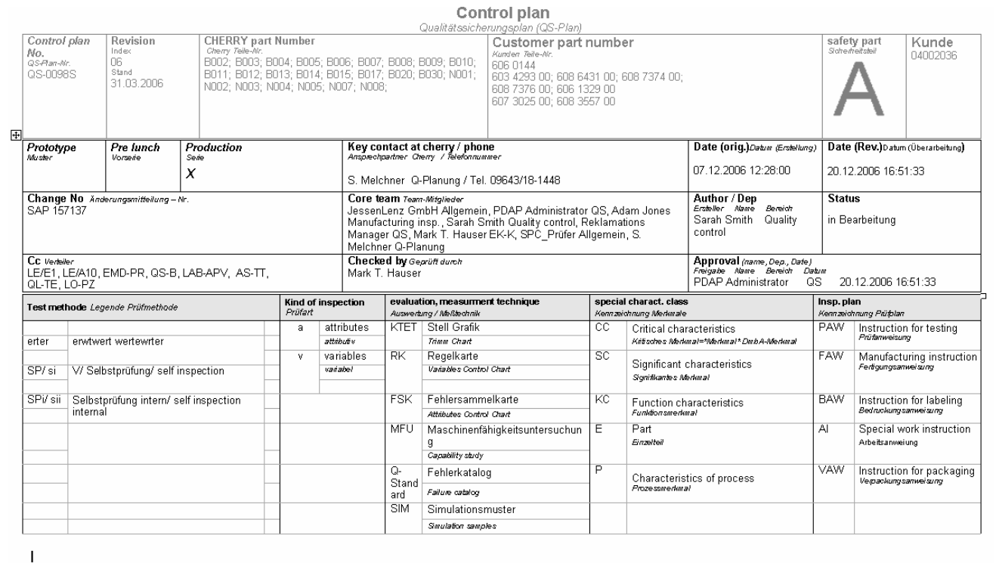 Control plan
Qualitätssicherungsplan (QS-Plan)
Control plan No.
QS-Plan-Nr.
QS-0098S
Revision
Index
06
Stand
31.03.2006
CHERRY part Number
Cherry Teile-Nr.
B002; B003; B004; B005; B006; B007; B008; B009; B010;
B011; B012; B013; B014; B015; B017; B020; B030; N001;
N002; N003; N004; N005; N007; N008;
Customer part number
Kunden Teile-Nr.
606 0144
603 4293 00; 608 6431 00; 608 7374 00;
608 7376 00; 606 1329 00
607 3025 00; 608 3557 00
safety part
Sicherheitsteil
A
Kunde
04002036
Prototype
Muster
Pre lunch
Vorserie
Production
Serie
X
Key contact at cherry / phone
Ansprechpartner Cherry / Telefonnummer
S. Melchner Q-Planung / Tel. 09643/18-1448
Date (orig.) Datum (Erstellung)
07.12.2006 12:28:00
Date (Rev.) Datum (Überarbeitung)
20.12.2006 16:51:33
Change No Änderungsmitteilung – Nr.
SAP 157137
Core team Team-Mitglieder
JessenLenz GmbH Allgemein, PDAP Administrator QS, Adam Jones
Manufacturing insp., Sarah Smith Quality control, Reklamations
Manager QS, Mark T. Hauser EK-K, SPC_Prüfer Allgemein, S.
Melchner Q-Planung
Author / Dep
Ersteller Name Bereich
Sarah Smith Quality
control
Status
in Bearbeitung
Cc Verteiler
LE/E1, LE/A10, EMD-PR, QS-B, LAB-APV, AS-TT,
QL-TE, LO-PZ
Checked by Geprüft durch
Mark T. Hauser
Approval (name, Dep., Date)
Freigabe Name Bereich Datum
PDAP Administrator QS 20.12.2006 16:51:33
Test methode Legende Prüfmethode
Kind of inspection
Prüfart
evaluation, measurment technique
Auswertung / Meßtechnik
special charact. class
Kennzeichnung Merkmale
Insp. plan
Kennzeichnung Prüfplan
erter erwtwert wertewrter
SP/ si V/ Selbstprüfung/ self inspection
SPi/ sii Selbstprüfung intern/ self inspection
internal
a attributes
attributiv
v variables
variabel
KTET Stell Grafik
Trimm Chart
RK Regelkarte
Variables Control Chart
FSK Fehlersammelkarte
Attributes Control Chart
MFU Maschinenfähigkeitsuntersuchun
g
Capability study
Q-
Stand
ard
Fehlerkatalog
Failure catalog
SIM Simulationsmuster
Simulation samples
CC Critical characteristics
Kritisches Merkmal=*Merkmal* DmbA-Merkmal
SC Significant characteristics
Signifikantes Merkmal
KC Function characteristics
Funktionsmerkmal
E Part
Einzelteil
P Characteristics of process
Prozessmerkmal
PAW Instruction for testing
Prüfanweisung
FAW Manufacturing instruction
Fertigungsanweisung
BAW Instruction for labeling
Bedruckungsanweisung
AI Special work instruction
Arbeitsanweiung
VAW Instruction for packaging
Verpackungsanweisung